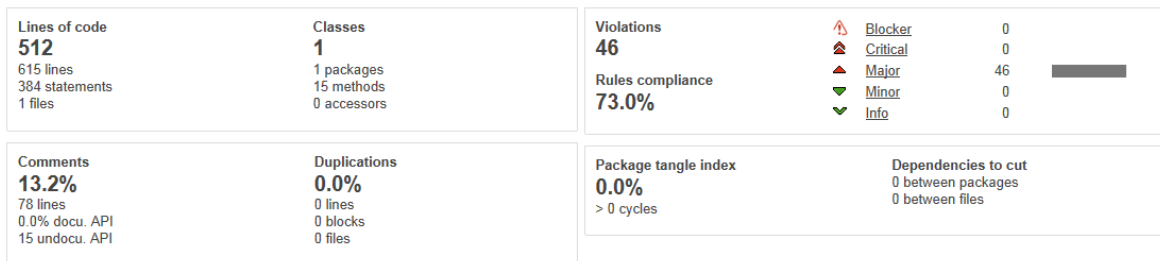 Lines of code
512
615 lines
384 statements
1 files
Classes
1
1 packages
15 methods
0 accessors
Violations
46
Rules compliance
73.0%
Blocker 0
Critical 0
Major 46
Minor 0
Info 0
Comments
13.2%
78 lines
0.0% docu. API
15 undocu. API
Duplications
0.0%
0 lines
0 blocks
0 files
Package tangle index
0.0%
> 0 cycles
Dependencies to cut
0 between packages
0 between files